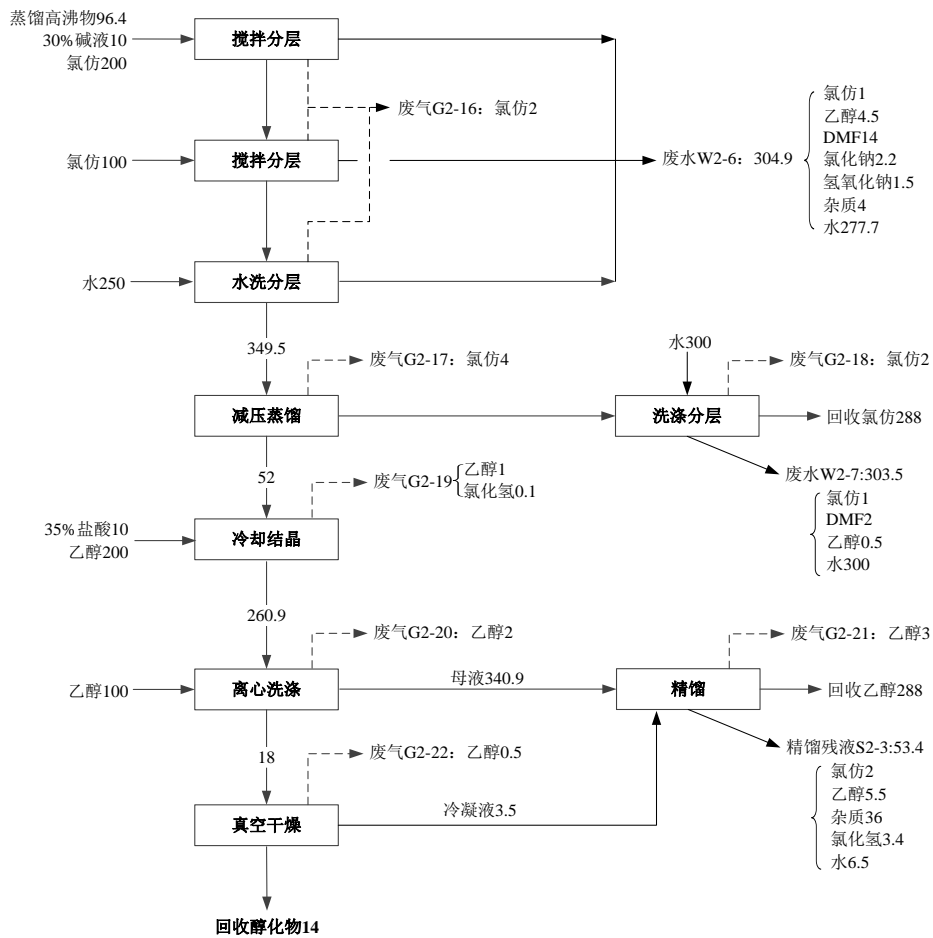 蒸馏高沸物96.4
30%碱液10
氯仿200
搅拌分层
废气G2-16：氯仿2
氯仿100
搅拌分层
废水W2-6：304.9
氯仿1
乙醇4.5
DMF14
氯化钠2.2
氢氧化钠1.5
杂质4
水277.7
水250
水洗分层
349.5
废气G2-17：氯仿4
水300
废气G2-18：氯仿2
减压蒸馏
洗涤分层
回收氯仿288
52
废气G2-19
乙醇1
氯化氢0.1
废水W2-7:303.5
氯仿1
DMF2
乙醇0.5
水300
35%盐酸10
乙醇200
冷却结晶
260.9
废气G2-20：乙醇2
废气G2-21：乙醇3
乙醇100
离心洗涤
母液340.9
精馏
回收乙醇288
18
废气G2-22：乙醇0.5
精馏残液S2-3:53.4
氯仿2
乙醇5.5
杂质36
氯化氢3.4
水6.5
真空干燥
冷凝液3.5
回收醇化物14